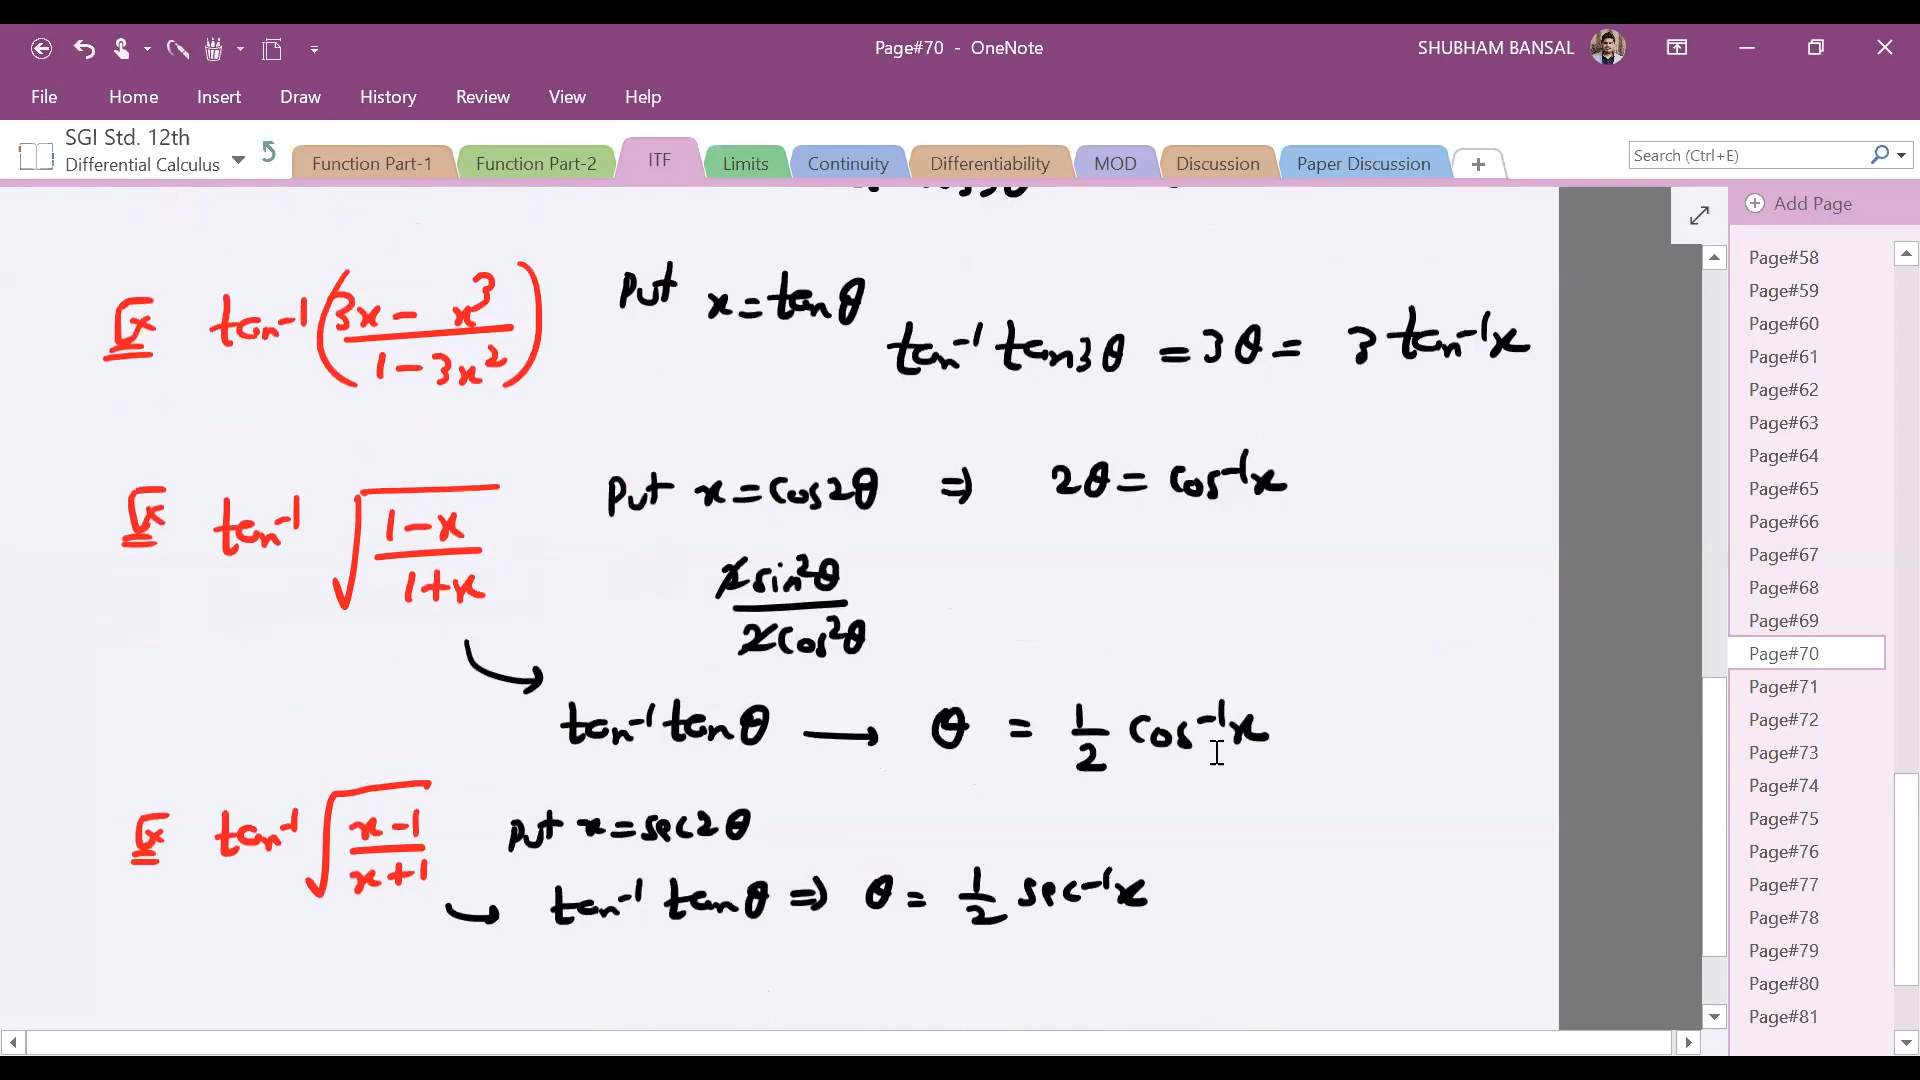 Page#70 - OneNote
SHUBHAM BANSAL
File Home Insert Draw History Review View Help
SGI Std. 12th
Differential Calculus
Function Part-1 Function Part-2 ITF Limits Continuity Differentiability MOD Discussion Paper Discussion +
Search (Ctrl+E)
Add Page
Page#58
Page#59
Page#60
Page#61
Page#62
Page#63
Page#64
Page#65
Page#66
Page#67
Page#68
Page#69
Page#70
Page#71
Page#72
Page#73
Page#74
Page#75
Page#76
Page#77
Page#78
Page#79
Page#80
Page#81
Ex tan⁻¹((3x - x³)/(1 - 3x²)) Put x = tanθ
tan⁻¹ tan3θ = 3θ = 3 tan⁻¹x
Ex tan⁻¹ √((1-x)/(1+x)) Put x = cos2θ ⇒ 2θ = cos⁻¹x
2sin²θ
2cos²θ
tan⁻¹ tanθ → θ = 1/2 cos⁻¹x
Ex tan⁻¹ √((x-1)/(x+1)) Put x = sec2θ
tan⁻¹ tanθ ⇒ θ = 1/2 sec⁻¹x